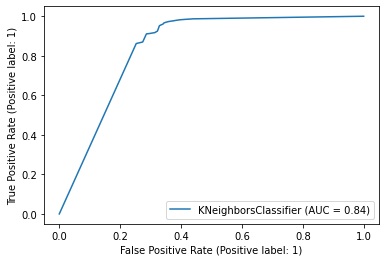 True Positive Rate (Positive label: 1)
1.0
0.8
0.6
0.4
0.2
0.0
KNeighborsClassifier (AUC = 0.84)
0.0 0.2 0.4 0.6 0.8 1.0
False Positive Rate (Positive label: 1)